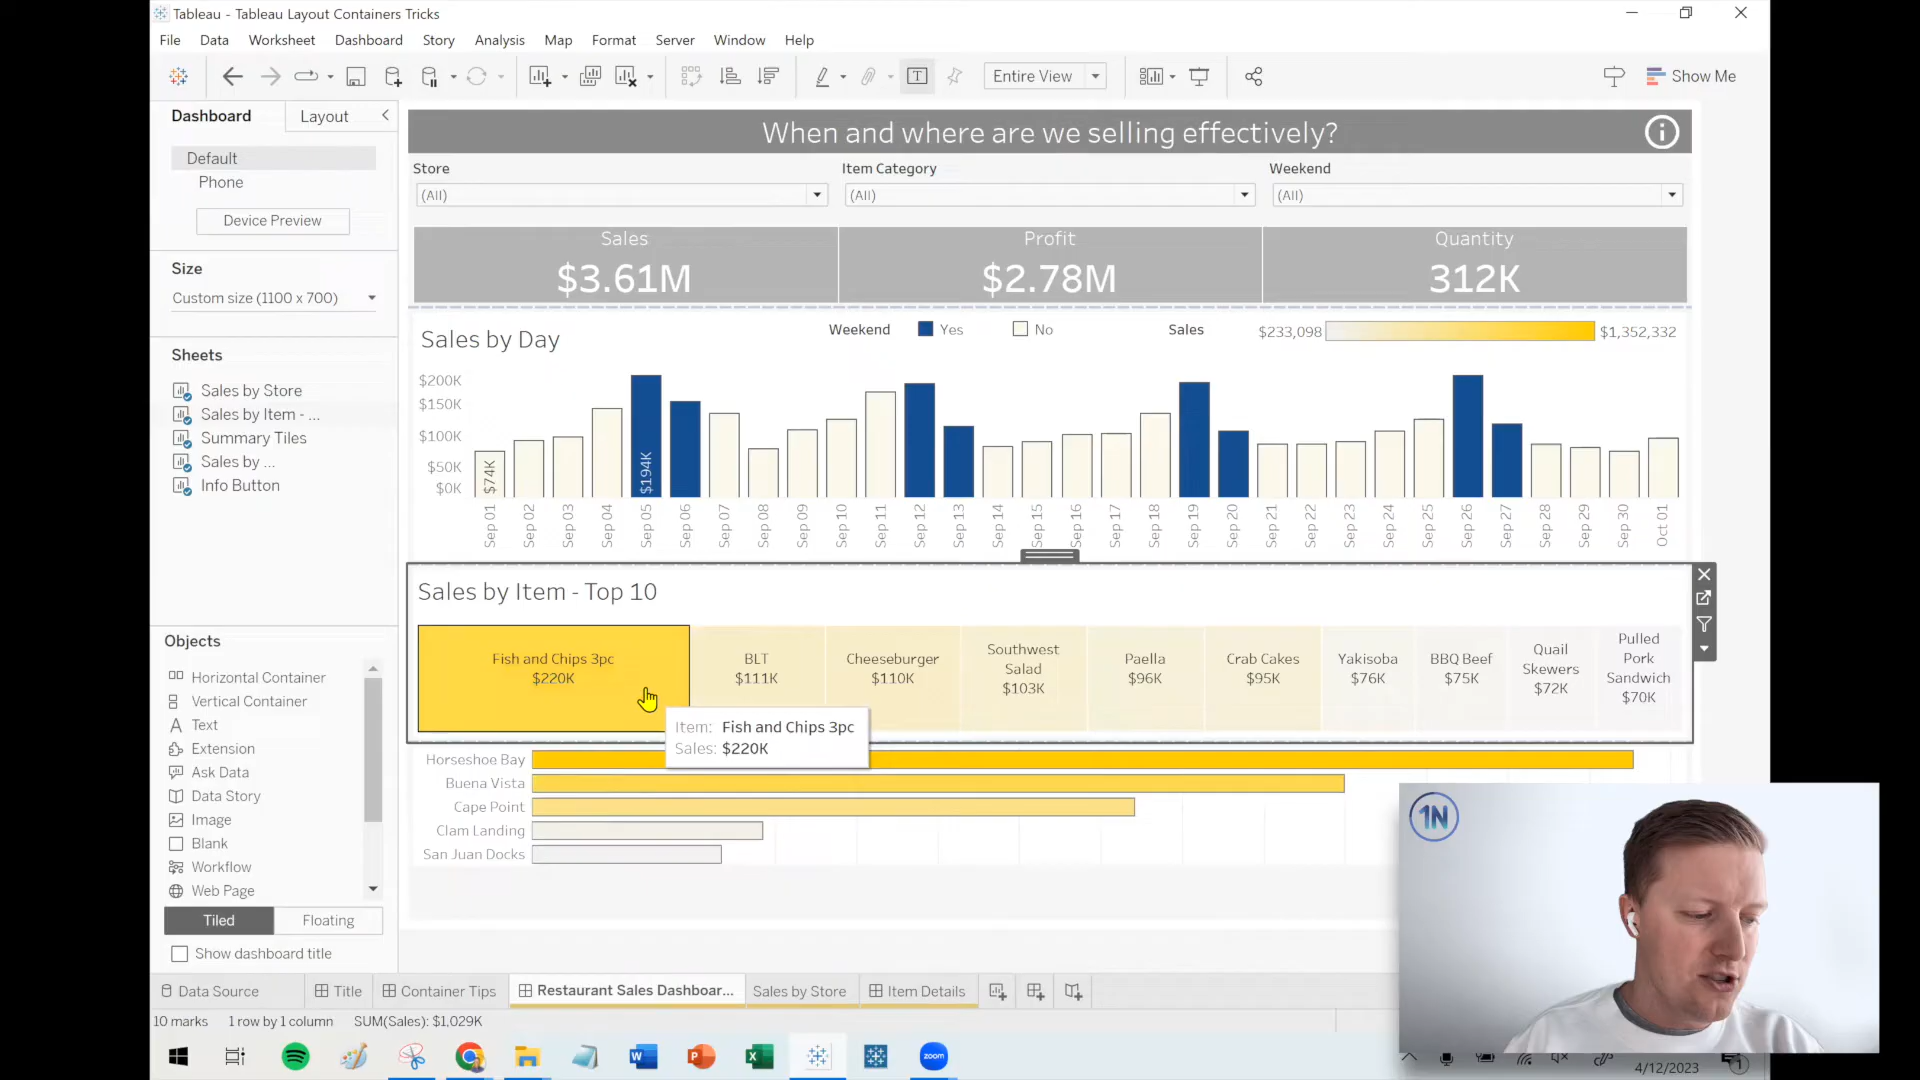 Tableau - Tableau Layout Containers Tricks
File Data Worksheet Dashboard Story Analysis Map Format Server Window Help
Entire View
Show Me
Dashboard Layout
Default
Phone
Device Preview
Size
Custom size (1100 x 700)
Sheets
Sales by Store
Sales by Item - ...
Summary Tiles
Sales by ...
Info Button
Objects
Horizontal Container
Vertical Container
Text
Extension
Ask Data
Data Story
Image
Blank
Workflow
Web Page
Tiled Floating
Show dashboard title
When and where are we selling effectively?
Store Item Category Weekend
(All) (All) (All)
Sales Profit Quantity
$3.61M $2.78M 312K
Sales by Day
Weekend Yes No Sales $233,098 $1,352,332
$200K
$150K
$100K
$50K
$0K
$74K $194K
Sep 01 Sep 02 Sep 03 Sep 04 Sep 05 Sep 06 Sep 07 Sep 08 Sep 09 Sep 10 Sep 11 Sep 12 Sep 13 Sep 14 Sep 15 Sep 16 Sep 17 Sep 18 Sep 19 Sep 20 Sep 21 Sep 22 Sep 23 Sep 24 Sep 25 Sep 26 Sep 27 Sep 28 Sep 29 Sep 30 Oct 01
Sales by Item - Top 10
Fish and Chips 3pc
$220K
BLT
$111K
Cheeseburger
$110K
Southwest
Salad
$103K
Paella
$96K
Crab Cakes
$95K
Yakisoba
$76K
BBQ Beef
$75K
Quail
Skewers
$72K
Pulled
Pork
Sandwich
$70K
Item: Fish and Chips 3pc
Sales: $220K
Horseshoe Bay
Buena Vista
Cape Point
Clam Landing
San Juan Docks
1N
Data Source Title Container Tips Restaurant Sales Dashboar... Sales by Store Item Details
10 marks 1 row by 1 column SUM(Sales): $1,029K
zoom
4/12/2023
1